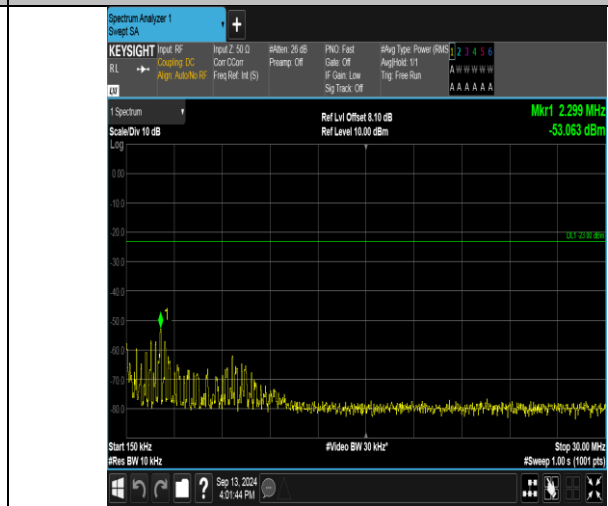 Spectrum Analyzer 1
Swept SA
+
KEYSIGHT Input: RF Input Z: 50 Ω #Atten: 26 dB PNO: Fast #Avg Type: Power (RMS 1 2 3 4 5 6
RL Coupling: DC Corr CCorr Preamp: Off Gate: Off Avg|Hold: 1/1 A W W W W W
Align: Auto/No RF Freq Ref: Int (S) IF Gain: Low Trig: Free Run
LXI Sig Track: Off A A A A A A
1 Spectrum Ref Lvl Offset 8.10 dB Mkr1 2.299 MHz
Scale/Div 10 dB Ref Level 10.00 dBm -53.063 dBm
Log
0.00
-10.0
-20.0
DL1 -23.00 dBm
-30.0
-40.0
1
-50.0
-60.0
-70.0
-80.0
Start 150 kHz #Video BW 30 kHz* Stop 30.00 MHz
#Res BW 10 kHz #Sweep 1.00 s (1001 pts)
? Sep 13, 2024
4:01:44 PM